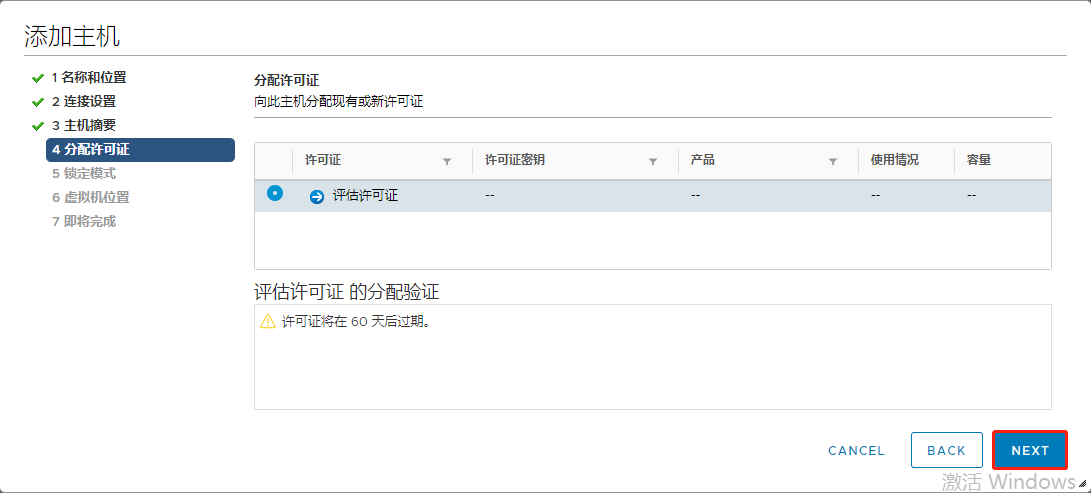 添加主机
1 名称和位置
2 连接设置
3 主机摘要
4 分配许可证
5 锁定模式
6 虚拟机位置
7 即将完成
分配许可证
向此主机分配现有或新许可证
许可证 许可证密钥 产品 使用情况 容量
评估许可证 -- -- -- --
评估许可证 的分配验证
许可证将在 60 天后过期。
CANCEL BACK NEXT
激活 Windows